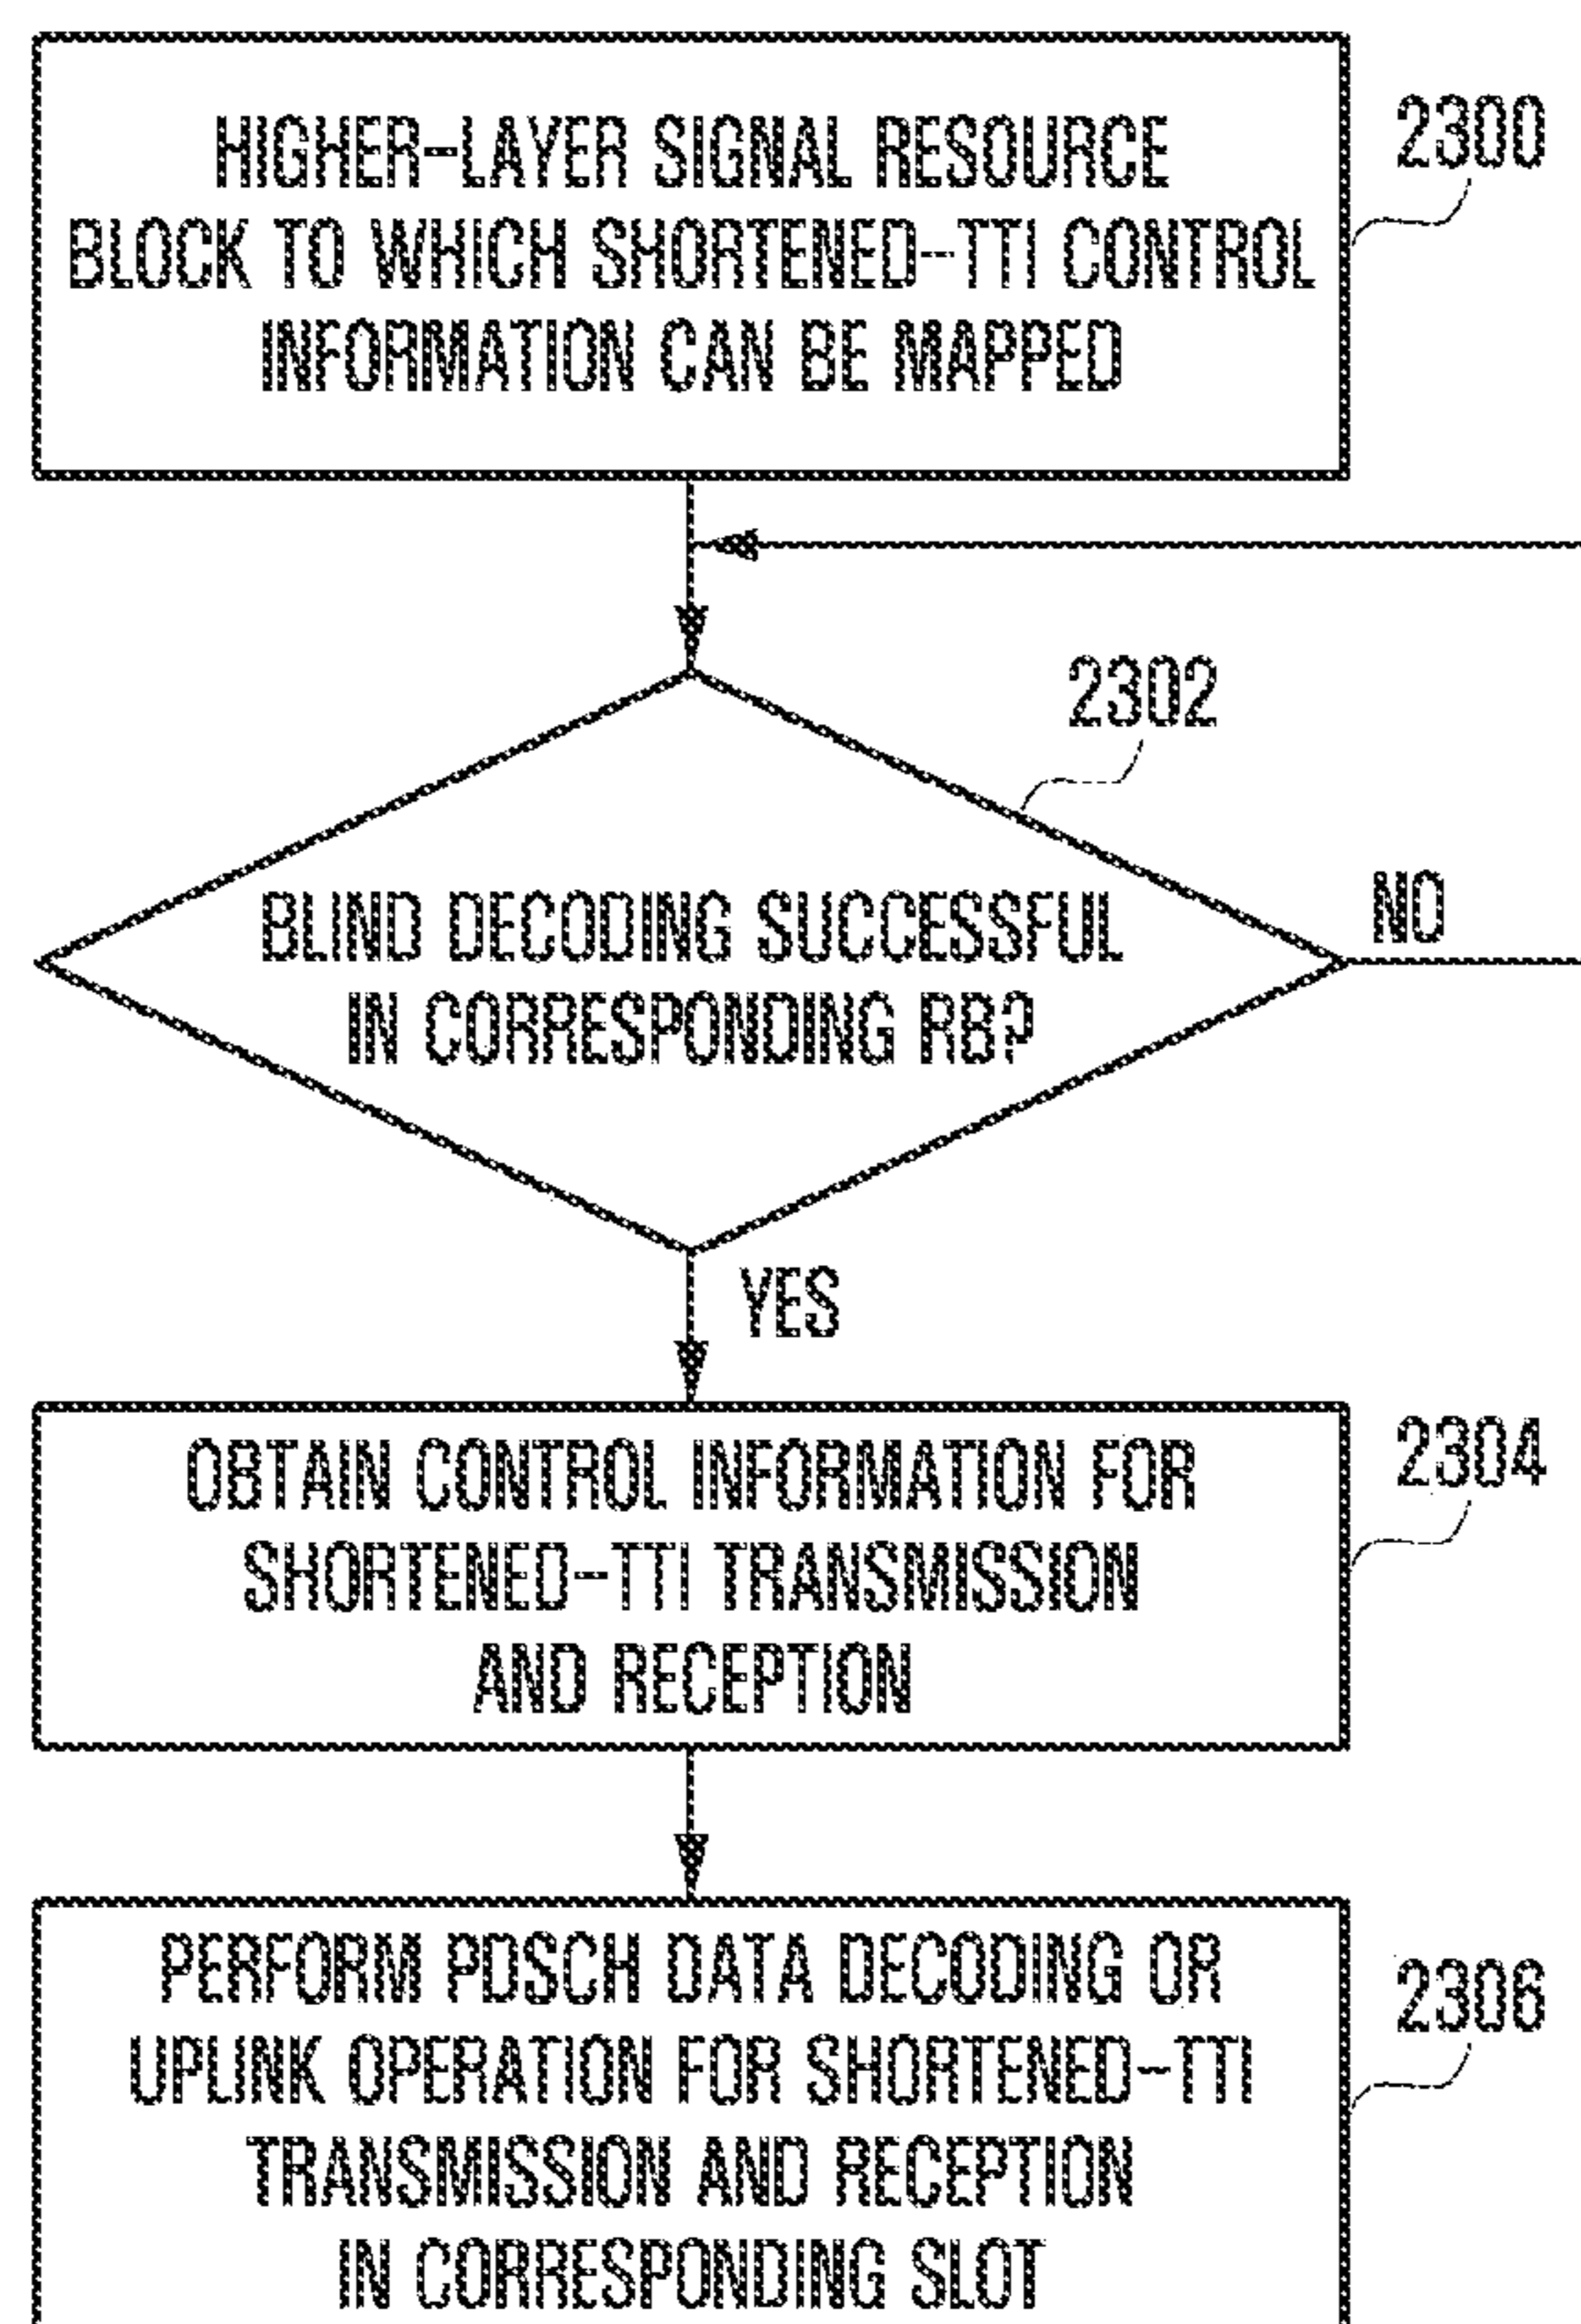 HIGHER-LAYER SIGNAL RESOURCE
BLOCK TO WHICH SHORTENED-TTI CONTROL
INFORMATION CAN BE MAPPED
2300
2302
BLIND DECODING SUCCESSFUL
IN CORRESPONDING RB?
NO
YES
OBTAIN CONTROL INFORMATION FOR
SHORTENED-TTI TRANSMISSION
AND RECEPTION
2304
PERFORM PDSCH DATA DECODING OR
UPLINK OPERATION FOR SHORTENED-TTI
TRANSMISSION AND RECEPTION
IN CORRESPONDING SLOT
2306